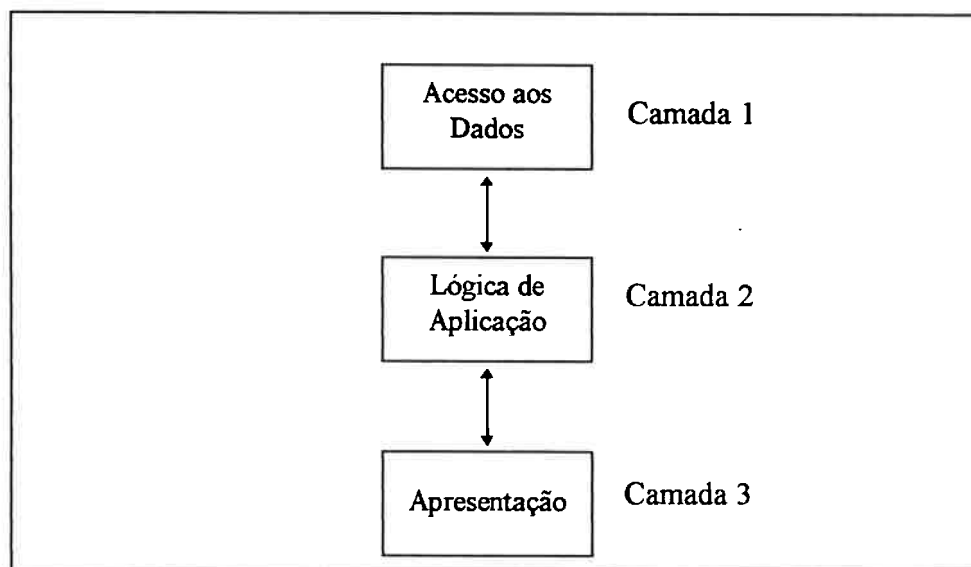 Acesso aos
Dados
Camada 1
Lógica de
Aplicação
Camada 2
Apresentação
Camada 3